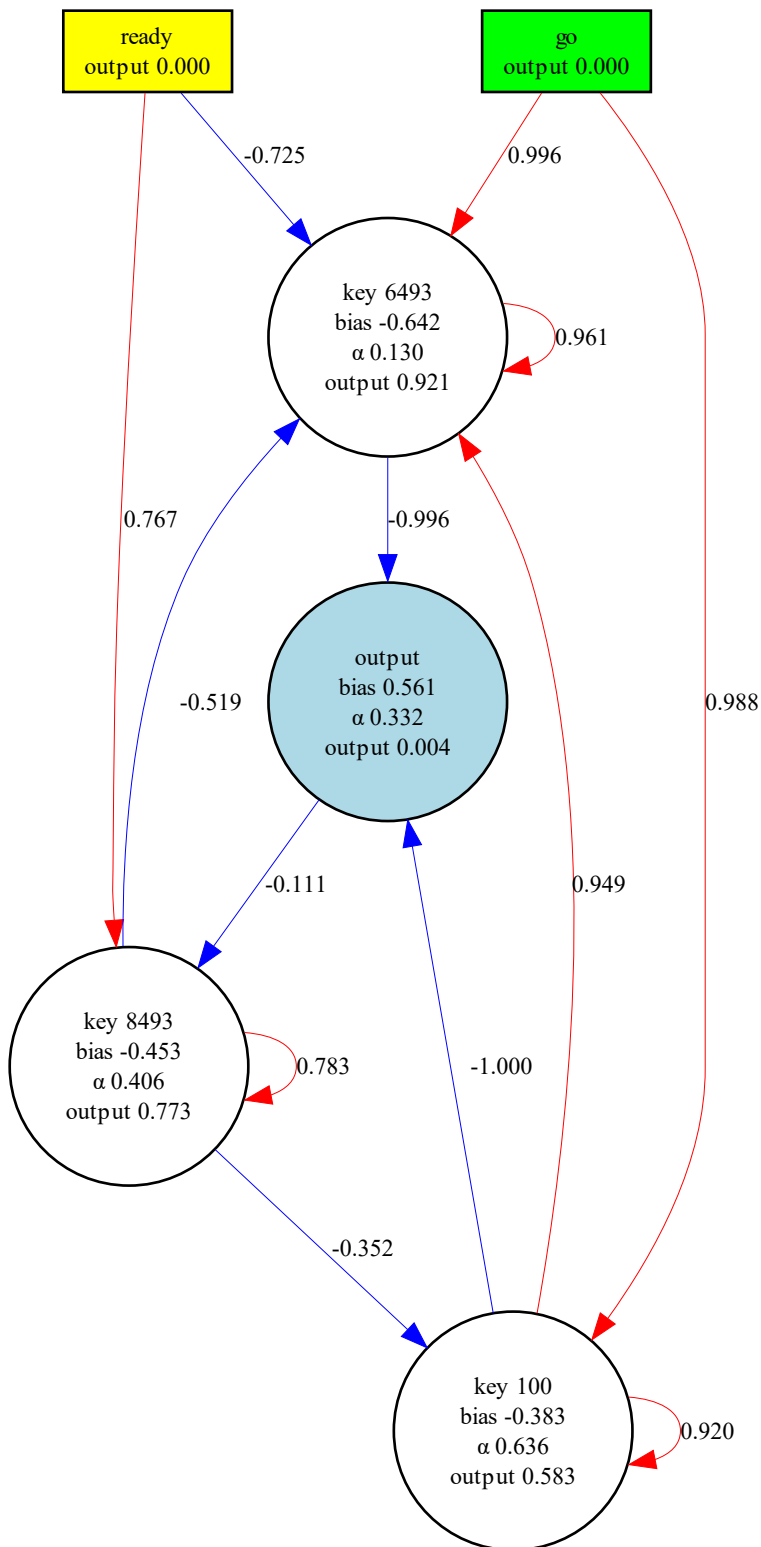 ready
output 0.000
go
output 0.000
-0.725
0.996
key 6493
bias -0.642
α 0.130
output 0.921
0.961
0.767
-0.996
-0.519
output
bias 0.561
α 0.332
output 0.004
0.988
-0.111
0.949
key 8493
bias -0.453
α 0.406
output 0.773
0.783
-1.000
-0.352
key 100
bias -0.383
α 0.636
output 0.583
0.920